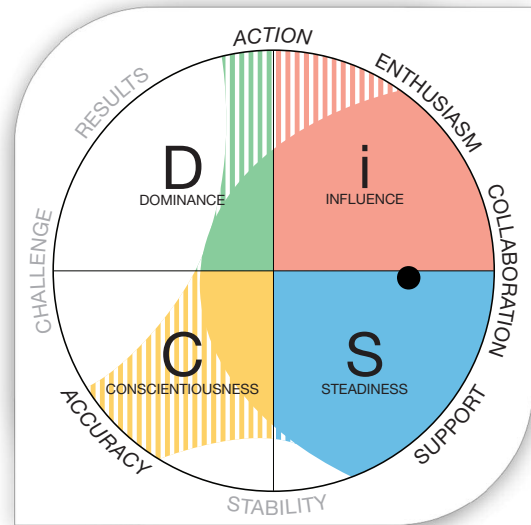 ACTION
ENTHUSIASM
RESULTS
D
DOMINANCE
i
INFLUENCE
COLLABORATION
CHALLENGE
C
CONSCIENTIOUSNESS
S
STEADINESS
ACCURACY
SUPPORT
STABILITY